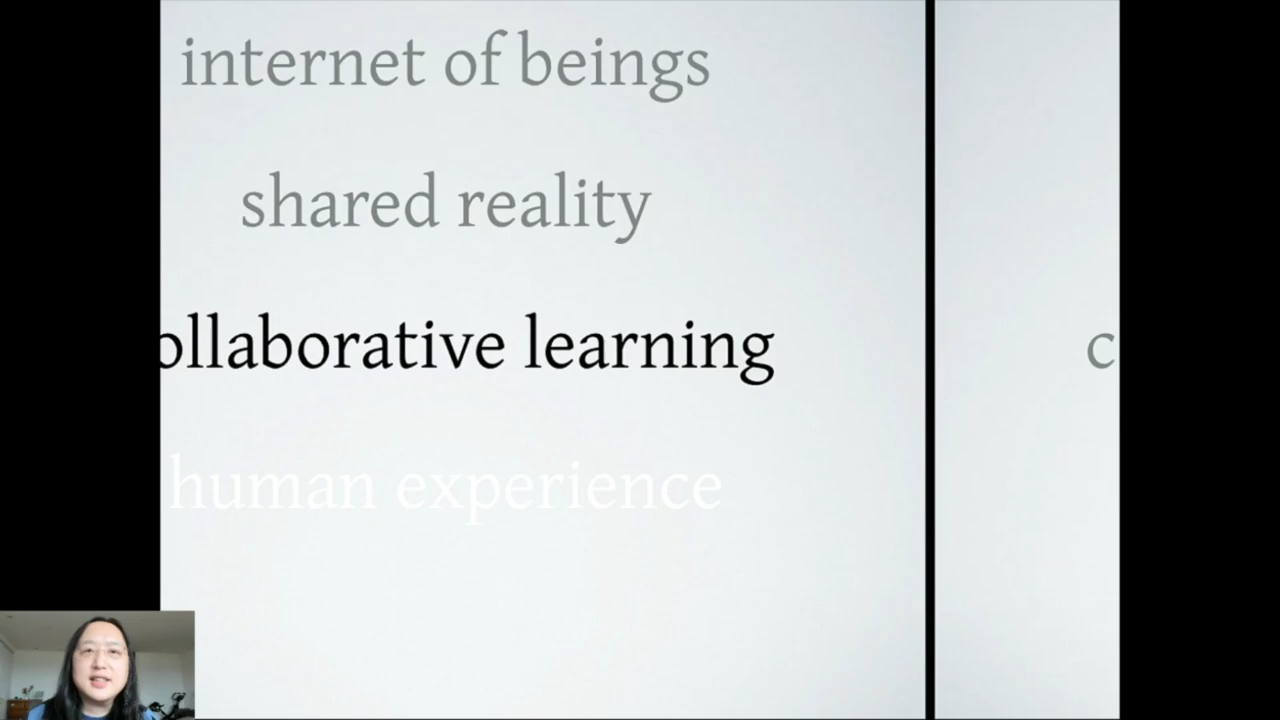 internet of beings
shared reality
ollaborative learning
c
human experience